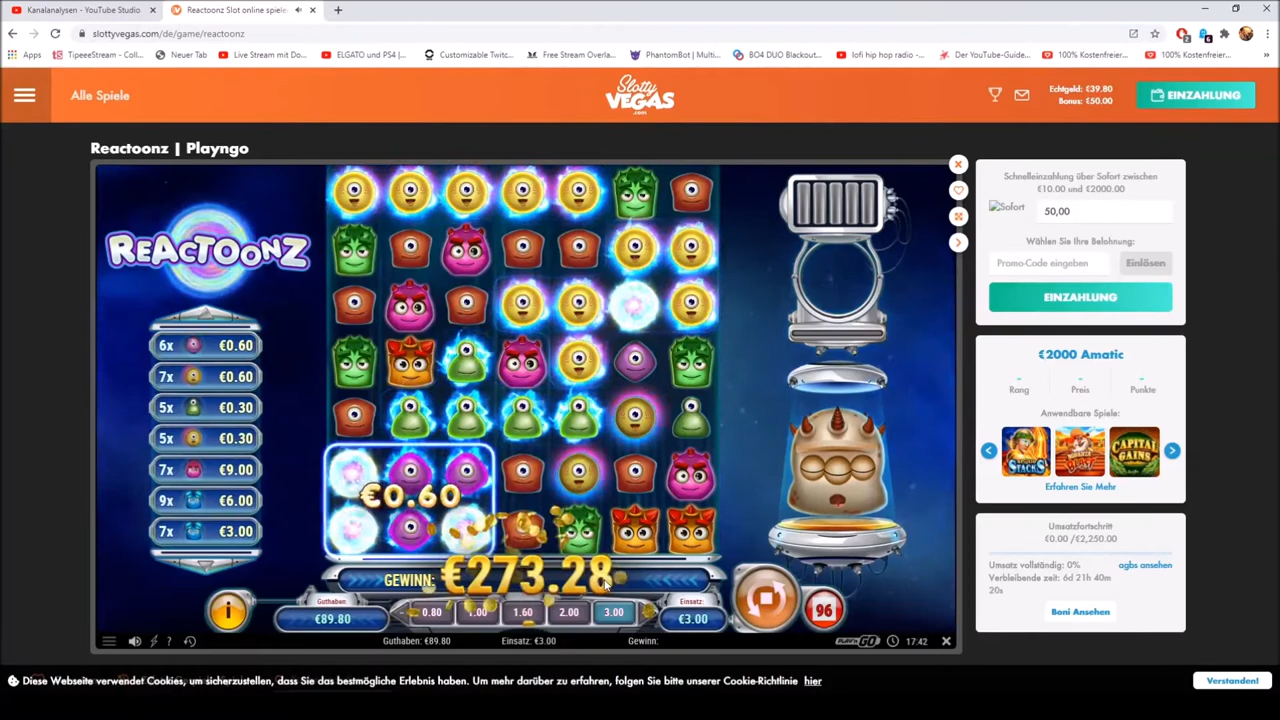 Kanalanalysen - YouTube Studio
Reactoonz Slot online spiele
slottyvegas.com/de/game/reactoonz
Apps
TipeeeStream - Coll...
Neuer Tab
Live Stream mit Do...
ELGATO und PS4 |...
Customizable Twitc...
Free Stream Overla...
PhantomBot | Multi...
BO4 DUO Blackout...
lofi hip hop radio -...
Der YouTube-Guide...
100% Kostenfreier...
100% Kostenfreier...
Alle Spiele
Slotty
VEGAS
.com
Echtgeld: €39.80
Bonus: €50.00
EINZAHLUNG
Reactoonz | Playngo
REACTOONZ
6x €0.60
7x €0.60
5x €0.30
5x €0.30
7x €9.00
9x €6.00
7x €3.00
€0.60
GEWINN: €273.28
Guthaben
€89.80
0.80
1.00
1.60
2.00
3.00
Einsatz:
€3.00
96
Guthaben: €89.80
Einsatz: €3.00
Gewinn:
PLAY'n GO
17:42
Schnelleinzahlung über Sofort zwischen
€10.00 und €2000.00
Sofort
50,00
Wählen Sie Ihre Belohnung:
Promo-Code eingeben
Einlösen
EINZAHLUNG
€2000 Amatic
Rang
Preis
Punkte
Anwendbare Spiele:
STACKS
BLAST
CAPITAL
GAINS
Erfahren Sie Mehr
Umsatzfortschritt
€0.00 /€2,250.00
Umsatz vollständig: 0%
agbs ansehen
Verbleibende zeit: 6d 21h 40m
20s
Boni Ansehen
Diese Webseite verwendet Cookies, um sicherzustellen, dass Sie das bestmögliche Erlebnis haben. Um mehr darüber zu erfahren, folgen Sie bitte unserer Cookie-Richtlinie hier
Verstanden!